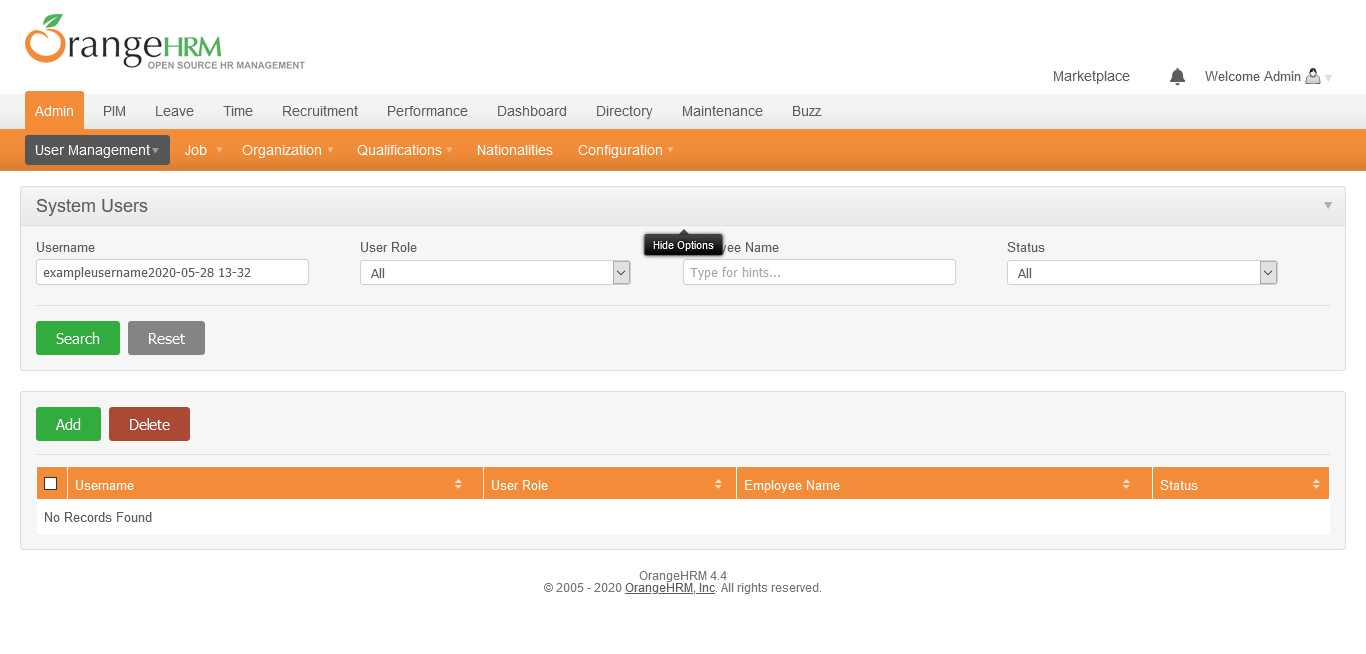 OrangeHRM
OPEN SOURCE HR MANAGEMENT
Marketplace Welcome Admin
Admin PIM Leave Time Recruitment Performance Dashboard Directory Maintenance Buzz
User Management Job Organization Qualifications Nationalities Configuration
System Users
Hide Options
Username User Role ee Name Status
exampleusername2020-05-28 13-32 All Type for hints... All
Search Reset
Add Delete
Username User Role Employee Name Status
No Records Found
OrangeHRM 4.4
© 2005 - 2020 OrangeHRM, Inc. All rights reserved.